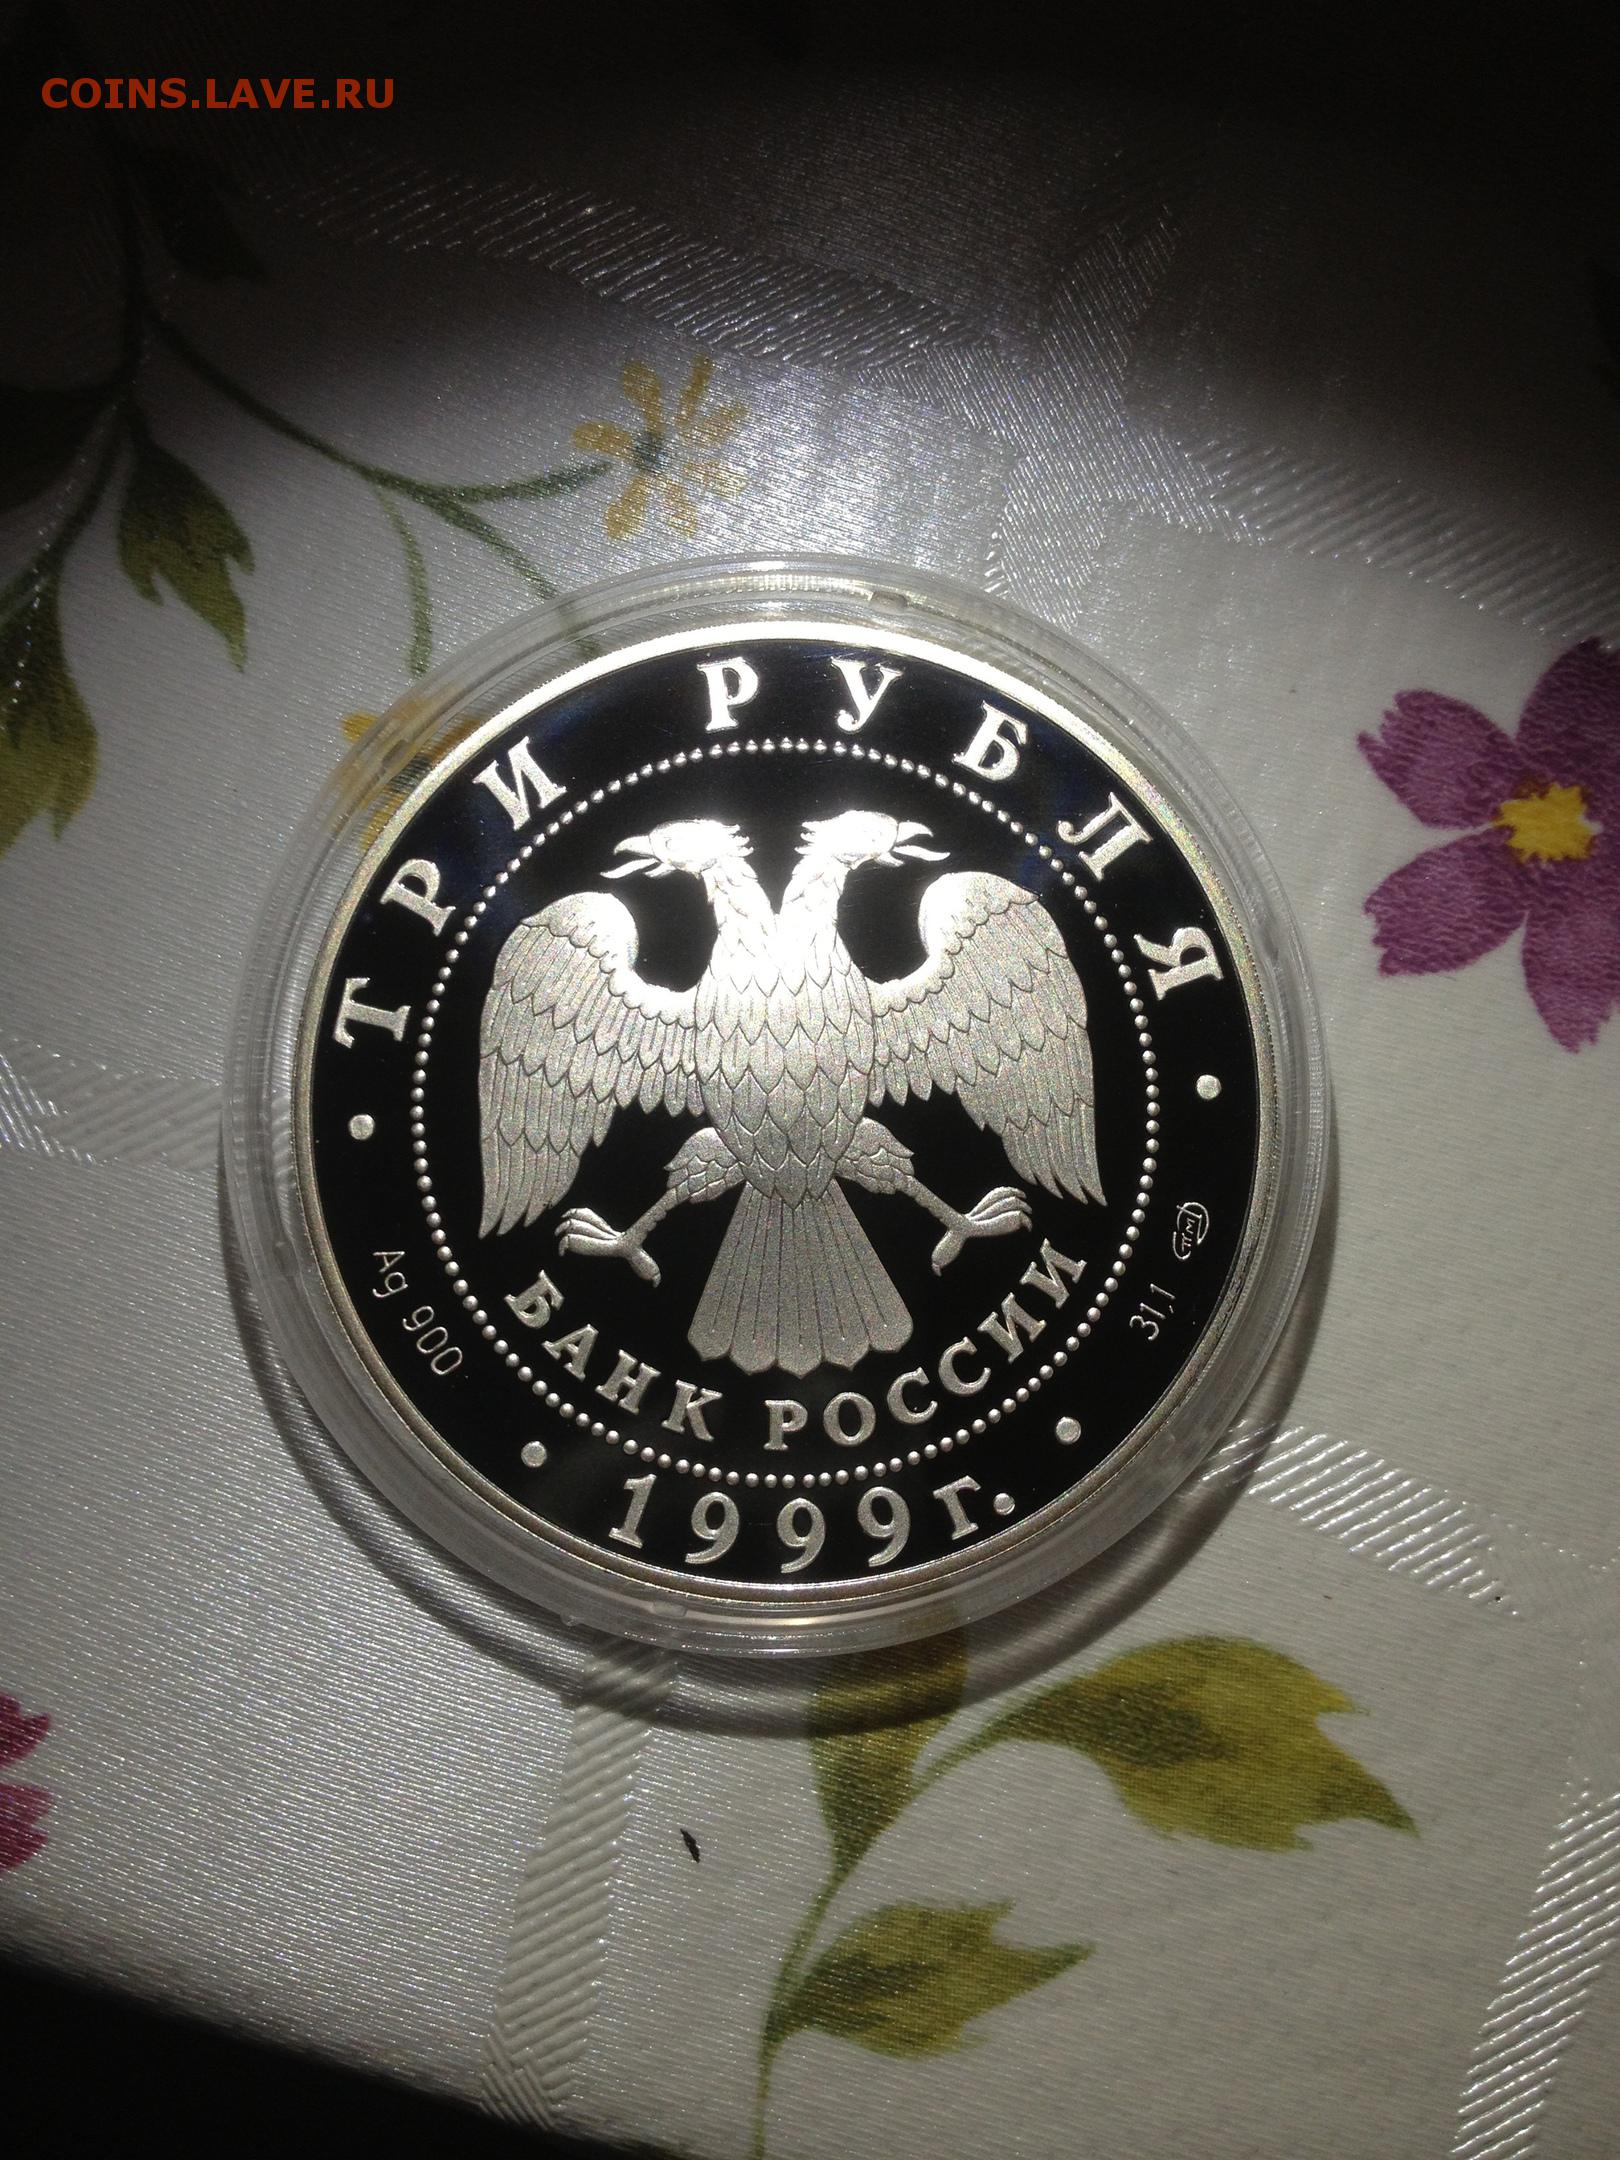 COINS.LAVE.RU
ТРИ РУБЛЯ
БАНК РОССИИ
Ag 900
31,1
1999г.